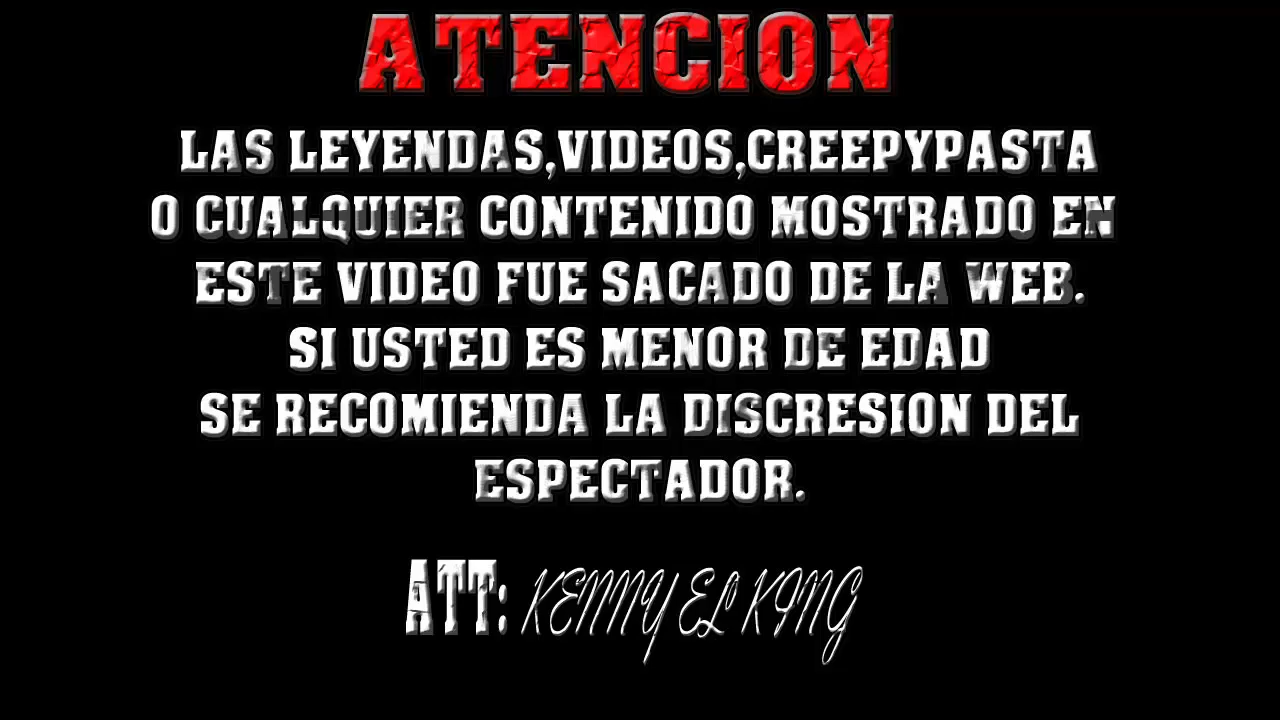 ATENCION
LAS LEYENDAS,VIDEOS,CREEPYPASTA
O CUALQUIER CONTENIDO MOSTRADO EN
ESTE VIDEO FUE SACADO DE LA WEB.
SI USTED ES MENOR DE EDAD
SE RECOMIENDA LA DISCRESION DEL
ESPECTADOR.
ATT: KENNY EL KING